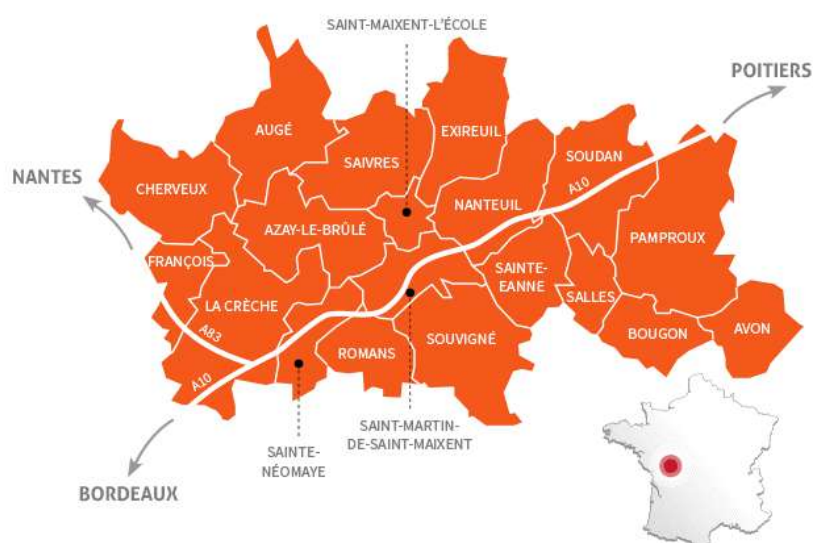 SAINT-MAIXENT-L'ÉCOLE
POITIERS
AUGÉ
EXIREUIL
SAIVRES
SOUDAN
NANTES
CHERVEUX
A10
NANTEUIL
AZAY-LE-BRÛLÉ
PAMPROUX
FRANÇOIS
SAINTE-
EANNE
LA CRÈCHE
SALLES
A83
SOUVIGNÉ
BOUGON
AVON
ROMANS
A10
SAINT-MARTIN-
DE-SAINT-MAIXENT
SAINTE-
NÉOMAYE
BORDEAUX